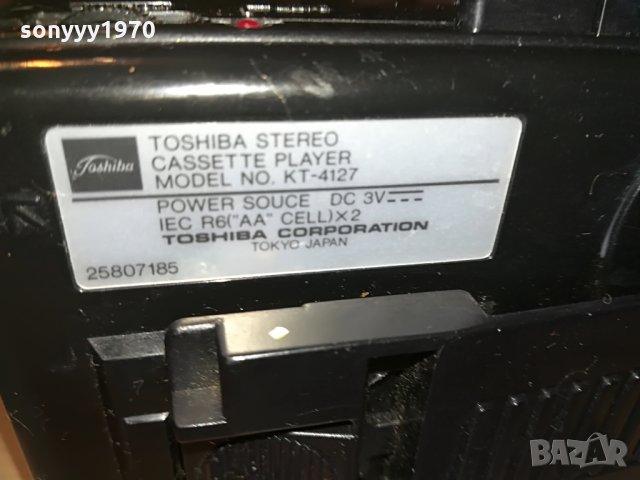 sonyyy1970
Toshiba
TOSHIBA STEREO
CASSETTE PLAYER
MODEL NO. KT-4127
POWER SOUCE DC 3V
IEC R6("AA" CELL)×2
TOSHIBA CORPORATION
TOKYO JAPAN
25807185
BAZAR